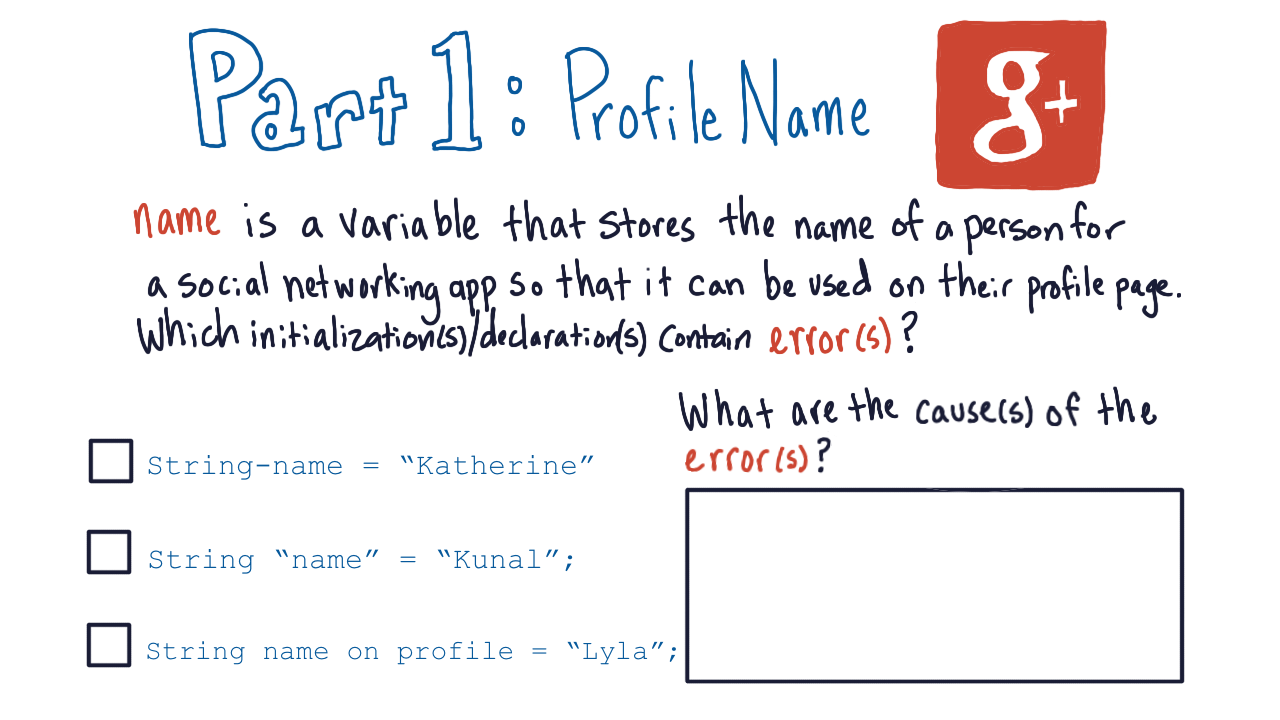 Part 1: Profile Name
g+
name is a variable that stores the name of a person for
a social networking app so that it can be used on their profile page.
Which initialization(s)/declaration(s) contain error(s)?
What are the cause(s) of the
error(s)?
String-name = “Katherine”
String “name” = “Kunal”;
String name on profile = “Lyla”;